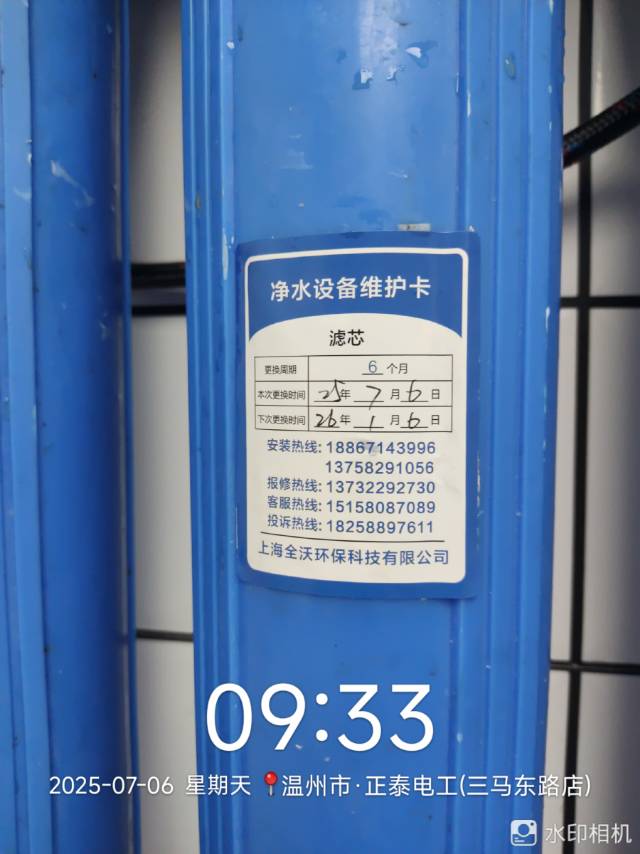 净水设备维护卡
滤芯
更换周期 6 个月
本次更换时间 25年 7 月 6 日
下次更换时间 26年 1 月 6 日
安装热线: 18867143996
13758291056
报修热线: 13732292730
客服热线: 15158087089
投诉热线: 18258897611
上海全沃环保科技有限公司
09:33
2025-07-06 星期天 温州市·正泰电工(三马东路店)
水印相机